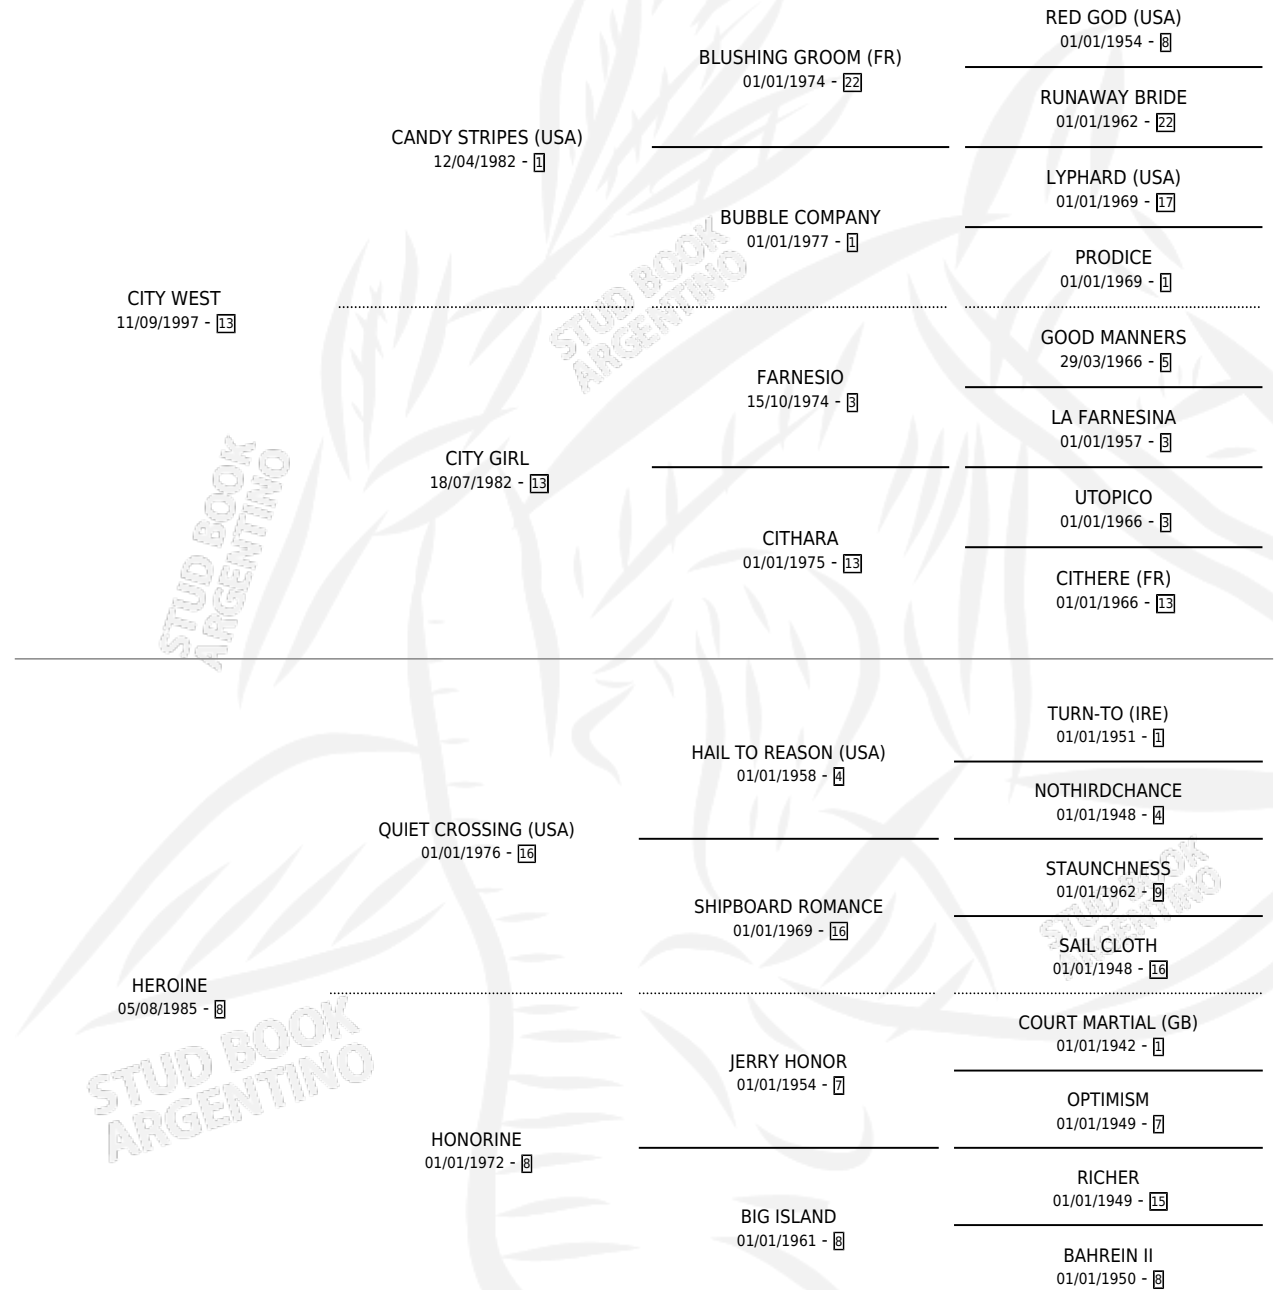 RED GOD (USA)
01/01/1954 - 8
BLUSHING GROOM (FR)
01/01/1974 - 22
RUNAWAY BRIDE
01/01/1962 - 22
CANDY STRIPES (USA)
12/04/1982 - 1
LYPHARD (USA)
01/01/1969 - 17
BUBBLE COMPANY
01/01/1977 - 1
PRODICE
01/01/1969 - 1
CITY WEST
11/09/1997 - 13
STUD BOOK
ARGENTINO
GOOD MANNERS
29/03/1966 - 5
FARNESIO
15/10/1974 - 3
LA FARNESINA
01/01/1957 - 3
CITY GIRL
18/07/1982 - 13
UTOPICO
01/01/1966 - 3
CITHARA
01/01/1975 - 13
CITHERE (FR)
01/01/1966 - 13
STUD BOOK
ARGENTINO
TURN-TO (IRE)
01/01/1951 - 1
HAIL TO REASON (USA)
01/01/1958 - 4
NOTHIRDCHANCE
01/01/1948 - 4
QUIET CROSSING (USA)
01/01/1976 - 16
STAUNCHNESS
01/01/1962 - 9
SHIPBOARD ROMANCE
01/01/1969 - 16
SAIL CLOTH
01/01/1948 - 16
STUD BOOK
ARGENTINO
HEROINE
05/08/1985 - 8
COURT MARTIAL (GB)
01/01/1942 - 1
JERRY HONOR
01/01/1954 - 7
OPTIMISM
01/01/1949 - 7
STUD BOOK
ARGENTINO
HONORINE
01/01/1972 - 8
RICHER
01/01/1949 - 15
BIG ISLAND
01/01/1961 - 8
BAHREIN II
01/01/1950 - 8